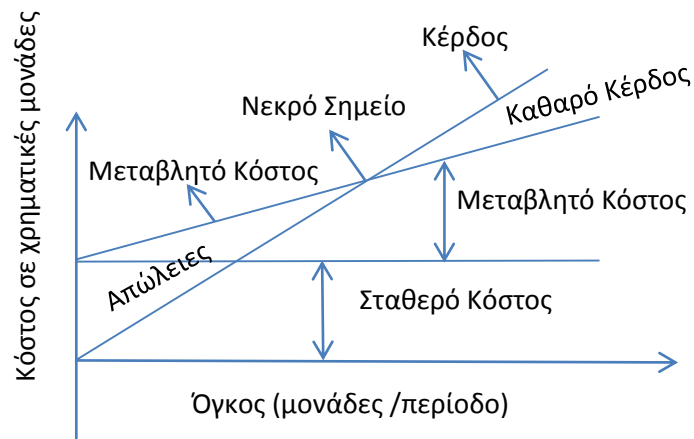 Κέρδος
Καθαρό Κέρδος
Νεκρό Σημείο
Μεταβλητό Κόστος
Μεταβλητό Κόστος
Απώλειες
Σταθερό Κόστος
Κόστος σε χρηματικές μονάδες
Όγκος (μονάδες /περίοδο)